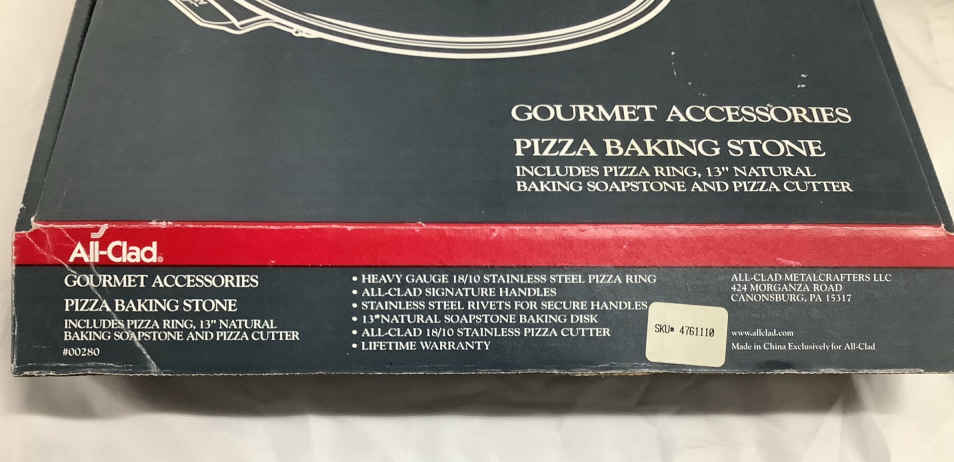 GOURMET ACCESSORIES
PIZZA BAKING STONE
INCLUDES PIZZA RING, 13" NATURAL
BAKING SOAPSTONE AND PIZZA CUTTER
All-Clad®
GOURMET ACCESSORIES
PIZZA BAKING STONE
INCLUDES PIZZA RING, 13" NATURAL
BAKING SOAPSTONE AND PIZZA CUTTER
#00280
• HEAVY GAUGE 18/10 STAINLESS STEEL PIZZA RING
• ALL-CLAD SIGNATURE HANDLES
• STAINLESS STEEL RIVETS FOR SECURE HANDLES
• 13" NATURAL SOAPSTONE BAKING DISK
• ALL-CLAD 18/10 STAINLESS PIZZA CUTTER
• LIFETIME WARRANTY
SKU# 4761110
ALL-CLAD METALCRAFTERS LLC
424 MORGANZA ROAD
CANONSBURG, PA 15317
www.allclad.com
Made in China Exclusively for All-Clad